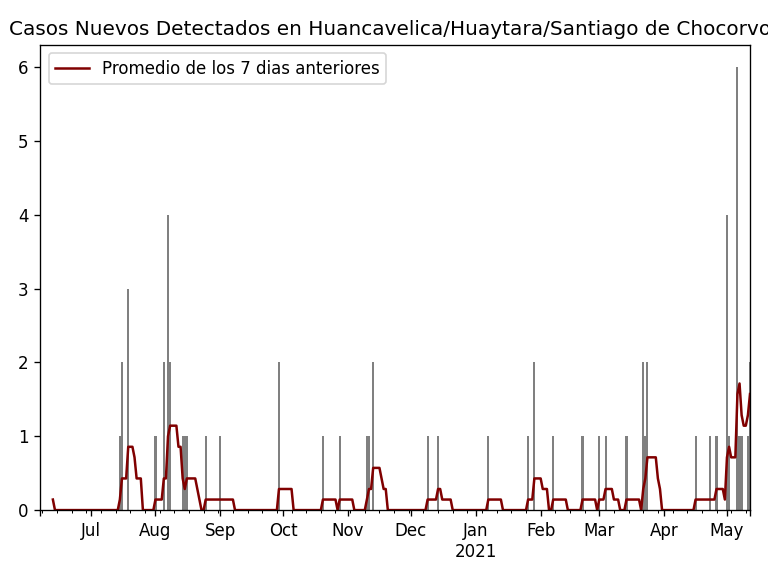 Casos Nuevos Detectados en Huancavelica/Huaytara/Santiago de Chocorvo
Promedio de los 7 dias anteriores
6
5
4
3
2
1
0
Jul Aug Sep Oct Nov Dec Jan Feb Mar Apr May
2021